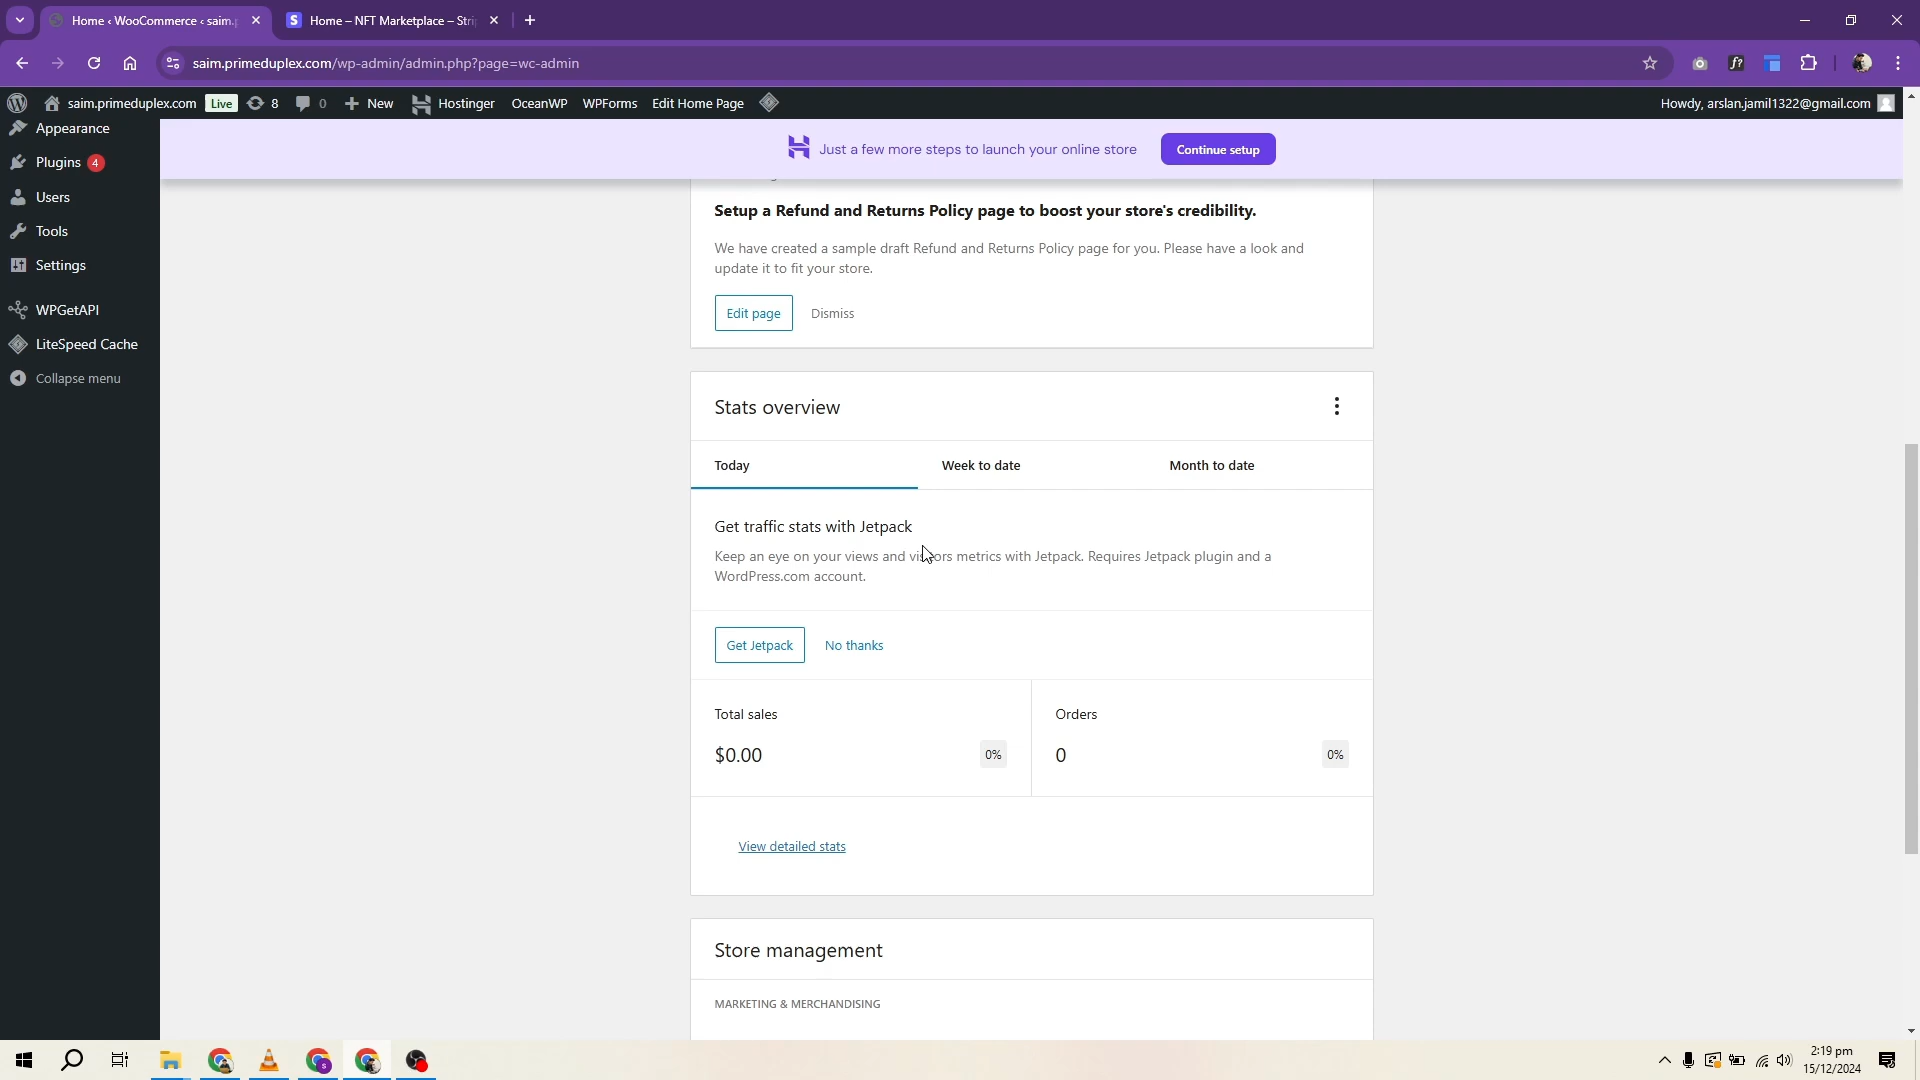 Home ‹ WooCommerce ‹ saim.p
Home – NFT Marketplace – Stri
saim.primeduplex.com/wp-admin/admin.php?page=wc-admin
f?
saim.primeduplex.com Live 8 0 New Hostinger OceanWP WPForms Edit Home Page
Howdy, arslan.jamil1322@gmail.com
Appearance
Plugins 4
Users
Tools
Settings
WPGetAPI
LiteSpeed Cache
Collapse menu
Just a few more steps to launch your online store
Continue setup
Setup a Refund and Returns Policy page to boost your store's credibility.
We have created a sample draft Refund and Returns Policy page for you. Please have a look and
update it to fit your store.
Edit page
Dismiss
Stats overview
Today
Week to date
Month to date
Get traffic stats with Jetpack
Keep an eye on your views and visitors metrics with Jetpack. Requires Jetpack plugin and a
WordPress.com account.
Get Jetpack
No thanks
Total sales
$0.00
0%
Orders
0
0%
View detailed stats
Store management
MARKETING & MERCHANDISING
2:19 pm
15/12/2024